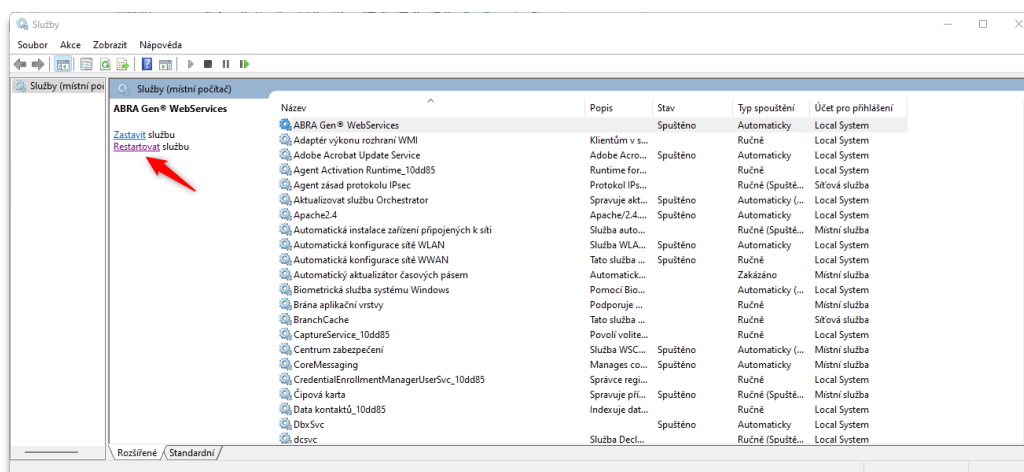 Služby
Soubor Akce Zobrazit Nápověda
Služby (místní poč
Služby (místní počítač)
ABRA Gen® WebServices
Zastavit službu
Restartovat službu
Název Popis Stav Typ spouštění Účet pro přihlášení
ABRA Gen® WebServices Spuštěno Automaticky Local System
Adaptér výkonu rozhraní WMI Klientům v s... Ručně Local System
Adobe Acrobat Update Service Adobe Acro... Spuštěno Automaticky Local System
Agent Activation Runtime_10dd85 Runtime for... Ručně Local System
Agent zásad protokolu IPsec Protokol IPs... Ručně (Spuště... Síťová služba
Aktualizovat službu Orchestrator Spravuje akt... Spuštěno Automaticky (... Local System
Apache2.4 Apache/2.4.... Spuštěno Automaticky Local System
Automatická instalace zařízení připojených k síti Služba auto... Ručně (Spuště... Místní služba
Automatická konfigurace sítě WLAN Služba WLA... Spuštěno Automaticky Local System
Automatická konfigurace sítě WWAN Tato služba ... Spuštěno Ručně Local System
Automatický aktualizátor časových pásem Automatick... Zakázáno Místní služba
Biometrická služba systému Windows Pomocí Bio... Automaticky (... Local System
Brána aplikační vrstvy Podporuje ... Ručně Místní služba
BranchCache Tato služba ... Ručně Síťová služba
CaptureService_10dd85 Povolí volite... Ručně Local System
Centrum zabezpečení Služba WSC... Spuštěno Automaticky (... Místní služba
CoreMessaging Manages co... Spuštěno Automaticky Místní služba
CredentialEnrollmentManagerUserSvc_10dd85 Správce regi... Ručně Local System
Čipová karta Spravuje pří... Spuštěno Ručně (Spuště... Místní služba
Data kontaktů_10dd85 Indexuje dat... Ručně Local System
DbxSvc Spuštěno Automaticky Local System
dcsvc Služba Decl... Ručně (Spuště... Local System
Rozšířené Standardní